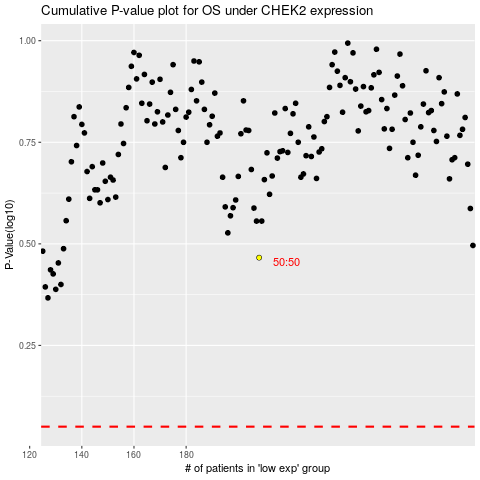 Cumulative P-value plot for OS under CHEK2 expression
1.00
0.75
0.50
0.25
P-Value(log10)
50:50
120 140 160 180
# of patients in 'low exp' group